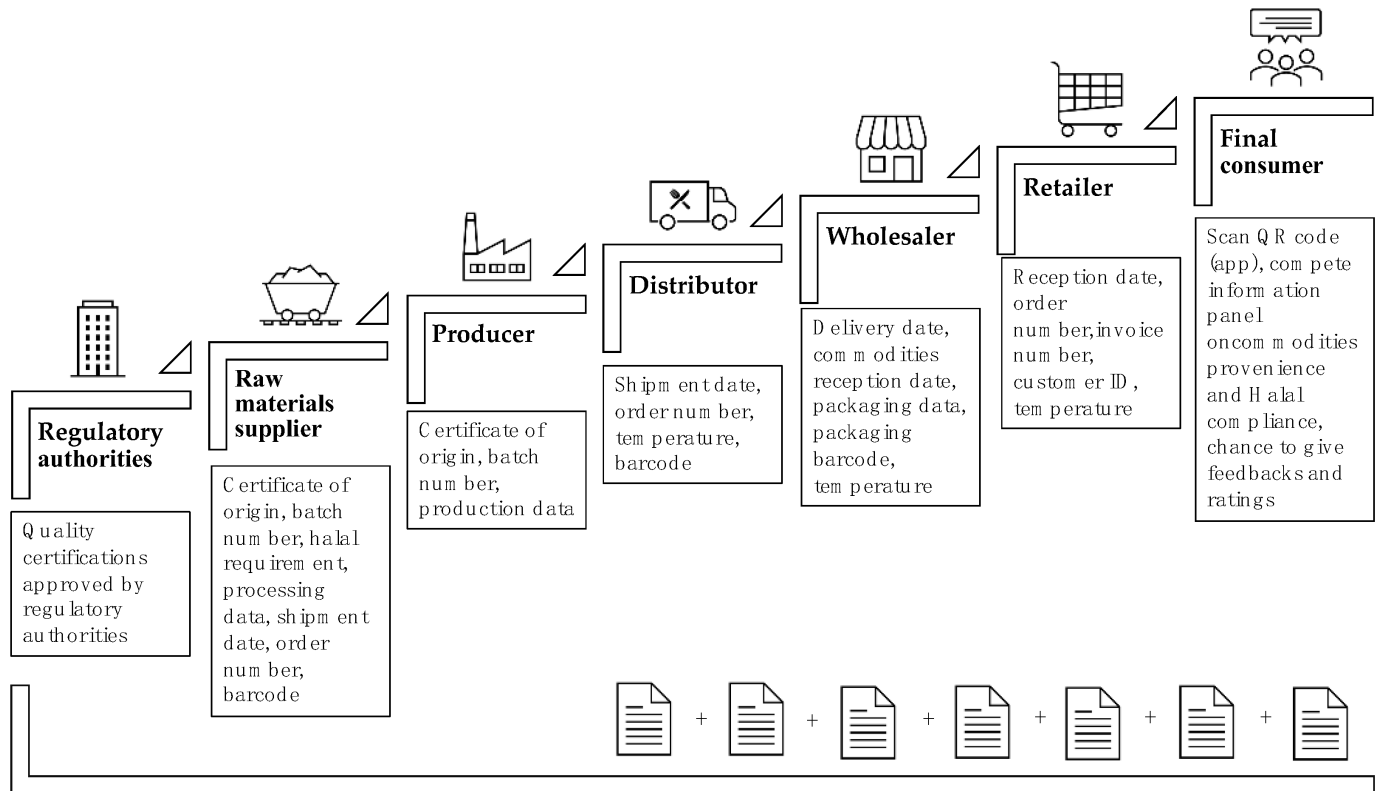 Regulatory
authorities
Quality
certifications
approved by
regulatory
authorities
Raw
materials
supplier
Certificate of
origin, batch
number, halal
requirement,
processing
data, shipment
date, order
number,
barcode
Producer
Certificate of
origin, batch
number,
production data
Distributor
Shipment date,
order number,
temperature,
barcode
Wholesaler
Delivery date,
commodities
reception date,
packaging data,
packaging
barcode,
temperature
Retailer
Reception date,
order
number,invoice
number,
customer ID,
temperature
Final
consumer
Scan QR code
(app), compete
information
panel
oncommodities
provenience
and Halal
compliance,
chance to give
feedbacks and
ratings
+ + + + + +